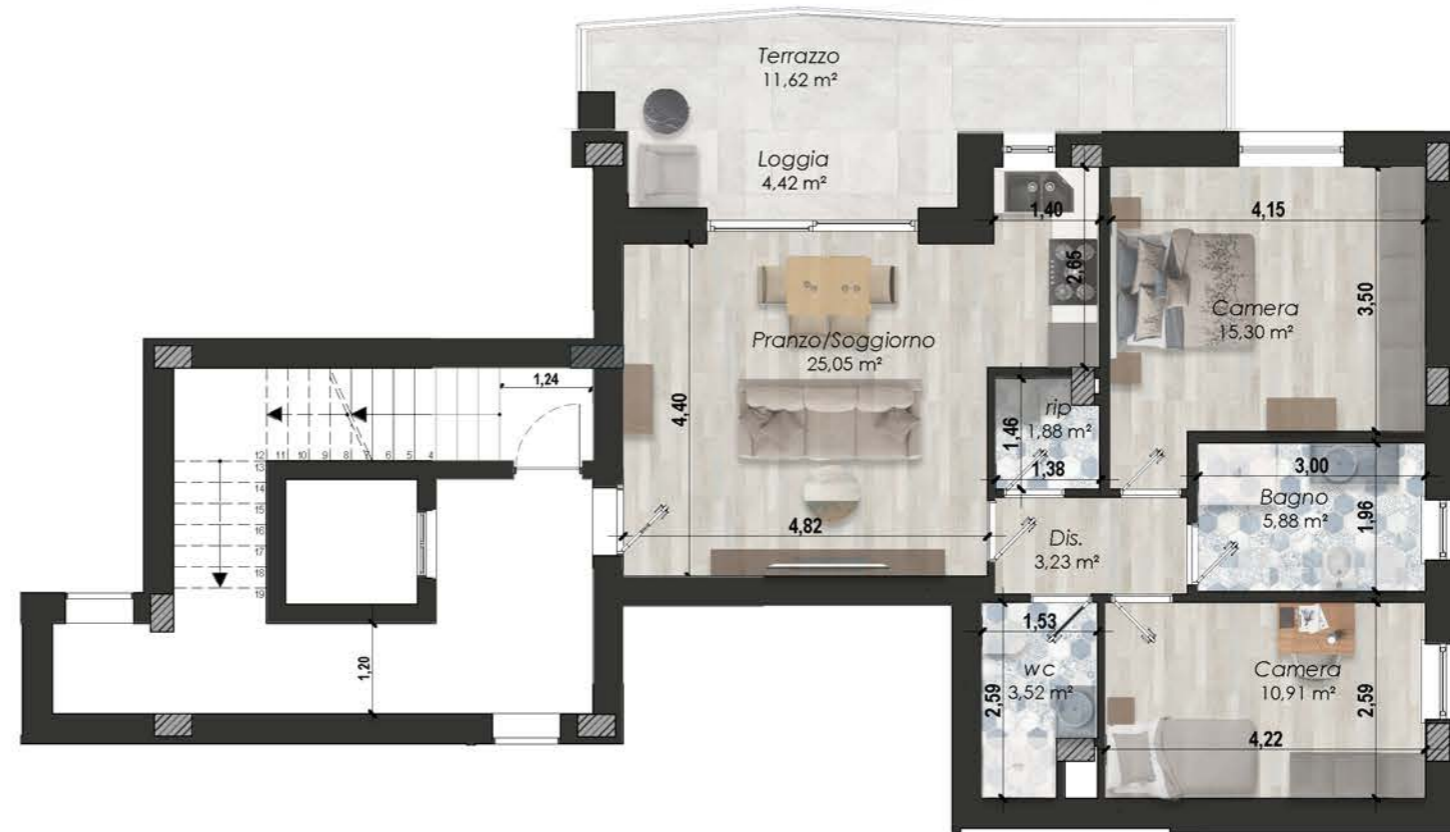 Terrazzo
11,62 m²
Loggia
4,42 m²
1,40
4,15
2,65
3,50
Camera
15,30 m²
Pranzo/Soggiorno
25,05 m²
4,40
1,24
12 11 10 9 8 7 6 5 4
13
14
15
16
17
18
19
rip
1,88 m²
1,46
1,38
3,00
Bagno
5,88 m²
1,96
4,82
Dis.
3,23 m²
1,20
1,53
wc
3,52 m²
2,59
Camera
10,91 m²
2,59
4,22